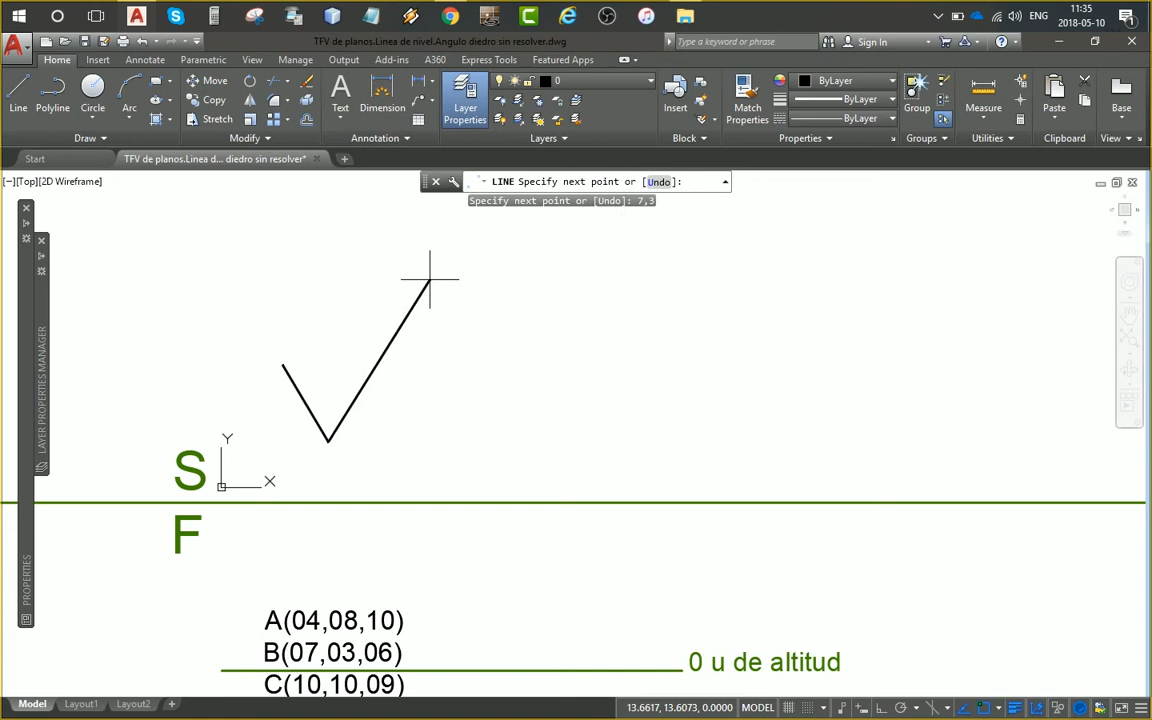 11:35
ENG
2018-05-10
1
TFV de planos.Linea de nivel.Angulo diedro sin resolver.dwg
Type a keyword or phrase
Sign In
Home
Insert
Annotate
Parametric
View
Manage
Output
Add-ins
A360
Express Tools
Featured Apps
Line
Polyline
Circle
Arc
Move
Copy
Stretch
Text
Dimension
Layer
Properties
0
Insert
Match
Properties
ByLayer
ByLayer
ByLayer
Group
Measure
Paste
Base
Draw
Modify
Annotation
Layers
Block
Properties
Groups
Utilities
Clipboard
View
Start
TFV de planos.Linea d... diedro sin resolver*
[−][Top][2D Wireframe]
LINE Specify next point or [Undo]:
Specify next point or [Undo]: 7,3
LAYER PROPERTIES MANAGER
PROPERTIES
Y
X
S
F
A(04,08,10)
B(07,03,06)
C(10,10,09)
0 u de altitud
Model
Layout1
Layout2
13.6617, 13.6073, 0.0000
MODEL